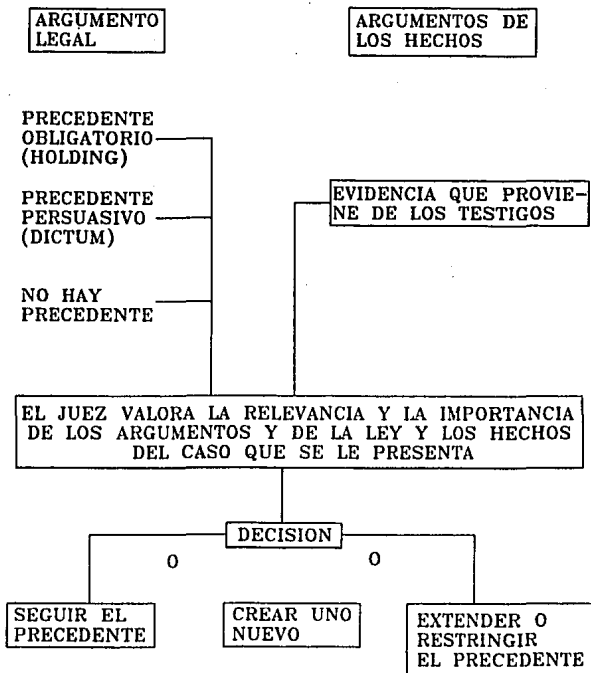 ARGUMENTO
LEGAL
ARGUMENTOS DE
LOS HECHOS
PRECEDENTE
OBLIGATORIO
(HOLDING)
PRECEDENTE
PERSUASIVO
(DICTUM)
EVIDENCIA QUE PROVIE-
NE DE LOS TESTIGOS
NO HAY
PRECEDENTE
EL JUEZ VALORA LA RELEVANCIA Y LA IMPORTANCIA
DE LOS ARGUMENTOS Y DE LA LEY Y LOS HECHOS
DEL CASO QUE SE LE PRESENTA
DECISION
O
O
SEGUIR EL
PRECEDENTE
CREAR UNO
NUEVO
EXTENDER O
RESTRINGIR
EL PRECEDENTE